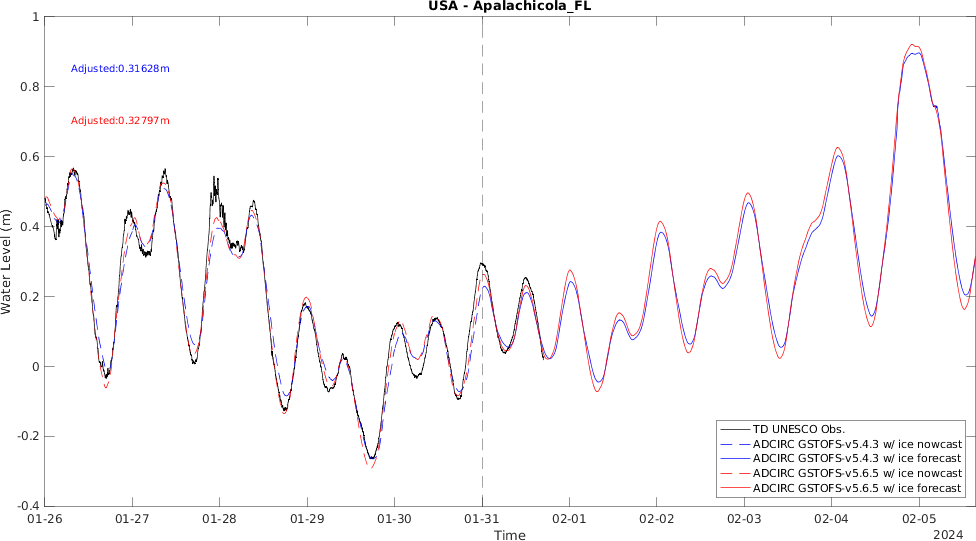 USA - Apalachicola_FL
Adjusted:0.31628m
Adjusted:0.32797m
Water Level (m)
1
0.8
0.6
0.4
0.2
0
-0.2
-0.4
TD UNESCO Obs.
ADCIRC GSTOFS-v5.4.3 w/ ice nowcast
ADCIRC GSTOFS-v5.4.3 w/ ice forecast
ADCIRC GSTOFS-v5.6.5 w/ ice nowcast
ADCIRC GSTOFS-v5.6.5 w/ ice forecast
01-26 01-27 01-28 01-29 01-30 01-31 02-01 02-02 02-03 02-04 02-05
Time
2024